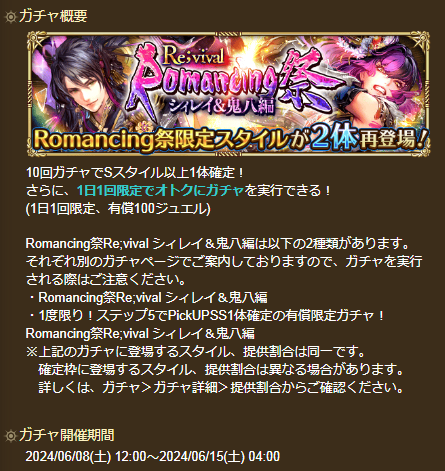 ガチャ概要
Re;vival
Romancing祭
シィレイ&鬼八編
Romancing祭限定スタイルが2体再登場!
10回ガチャでSスタイル以上1体確定!
さらに、1日1回限定でオトクにガチャを実行できる!
(1日1回限定、有償100ジュエル)
Romancing祭Re;vival シィレイ&鬼八編は以下の2種類があります。
それぞれ別のガチャページでご案内しておりますので、ガチャを実行
される際はご注意ください。
・Romancing祭Re;vival シィレイ&鬼八編
・1度限り!ステップ5でPickUPSS1体確定の有償限定ガチャ!
Romancing祭Re;vival シィレイ&鬼八編
※上記のガチャに登場するスタイル、提供割合は同一です。
確定枠に登場するスタイル、提供割合は異なる場合があります。
詳しくは、ガチャ>ガチャ詳細>提供割合からご確認ください。
ガチャ開催期間
2024/06/08(土) 12:00~2024/06/15(土) 04:00